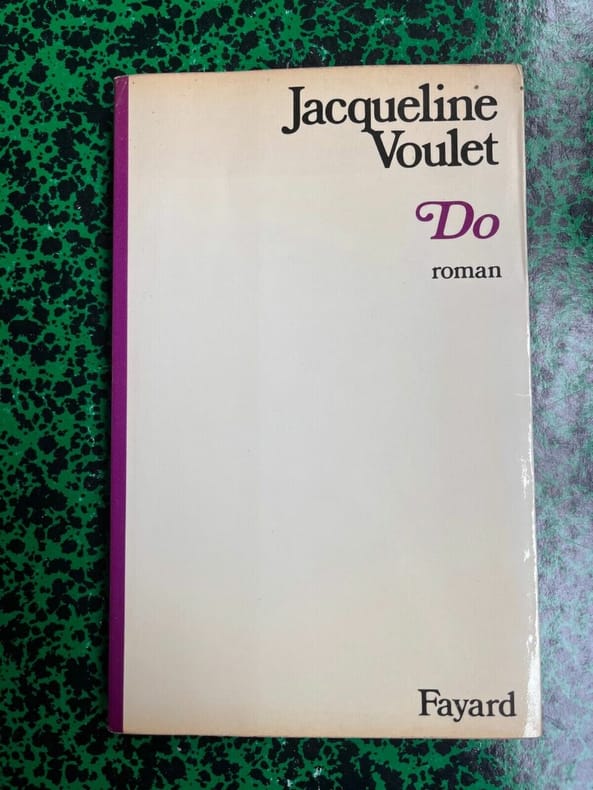 Jacqueline
Voulet
Do
roman
Fayard